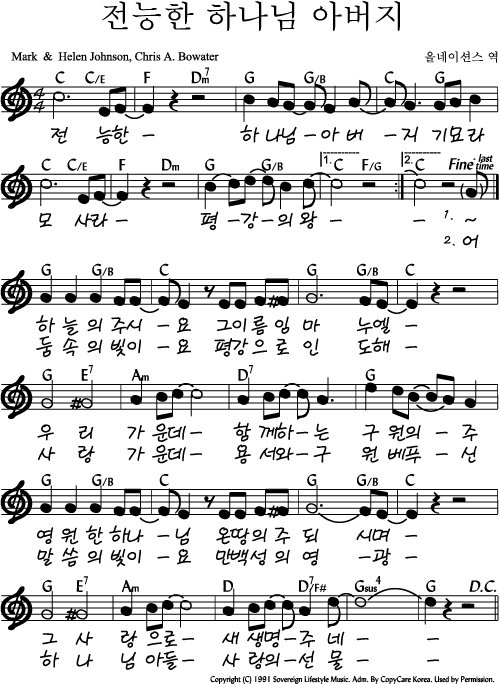 전능한 하나님 아버지
Mark & Helen Johnson, Chris A. Bowater 올네이션스 역
C C/E F Dm7 G G/B C G C
전 능한- 하나님-아버-지 기묘라
C C/E F Dm G G/B 1. C F/G 2. C Fine last time
모 사라- 평-강-의왕- - 1. ~
2. 어
G G/B C G G/B C
하늘의주시-요 그이름임 마 누엘-
둠속의빛이-요 평강으로인 도해-
G E7 Am D7 G
우 리 가운데- 함께하-는 구원의-주
사 랑 가운데- 용서와-구 원베푸-신
G G/B C G G/B C
영원한하나-님 온땅의주 되 시며-
말씀의빛이-요 만백성의 영-광-
G E7 Am D D7/F# Gsus4 G D.C.
그 사 랑으로- 새생명-주네- -
하 나 님아들- 사랑의-선물- -
Copyright (C) 1991 Sovereign Lifestyle Music. Adm. By CopyCare Korea. Used by Permission.